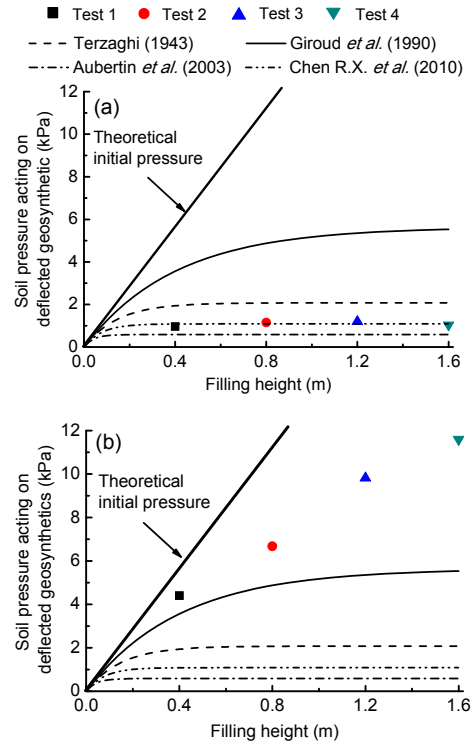 Test 1 Test 2 Test 3 Test 4
Terzaghi (1943) Giroud et al. (1990)
Aubertin et al. (2003) Chen R.X. et al. (2010)
12
10
8
6
4
2
0
(a)
Theoretical
initial pressure
Soil pressure acting on
deflected geosynthetic (kPa)
0.0 0.4 0.8 1.2 1.6
Filling height (m)
12
10
8
6
4
2
0
(b)
Theoretical
initial pressure
Soil pressure acting on
deflected geosynthetics (kPa)
0.0 0.4 0.8 1.2 1.6
Filling height (m)